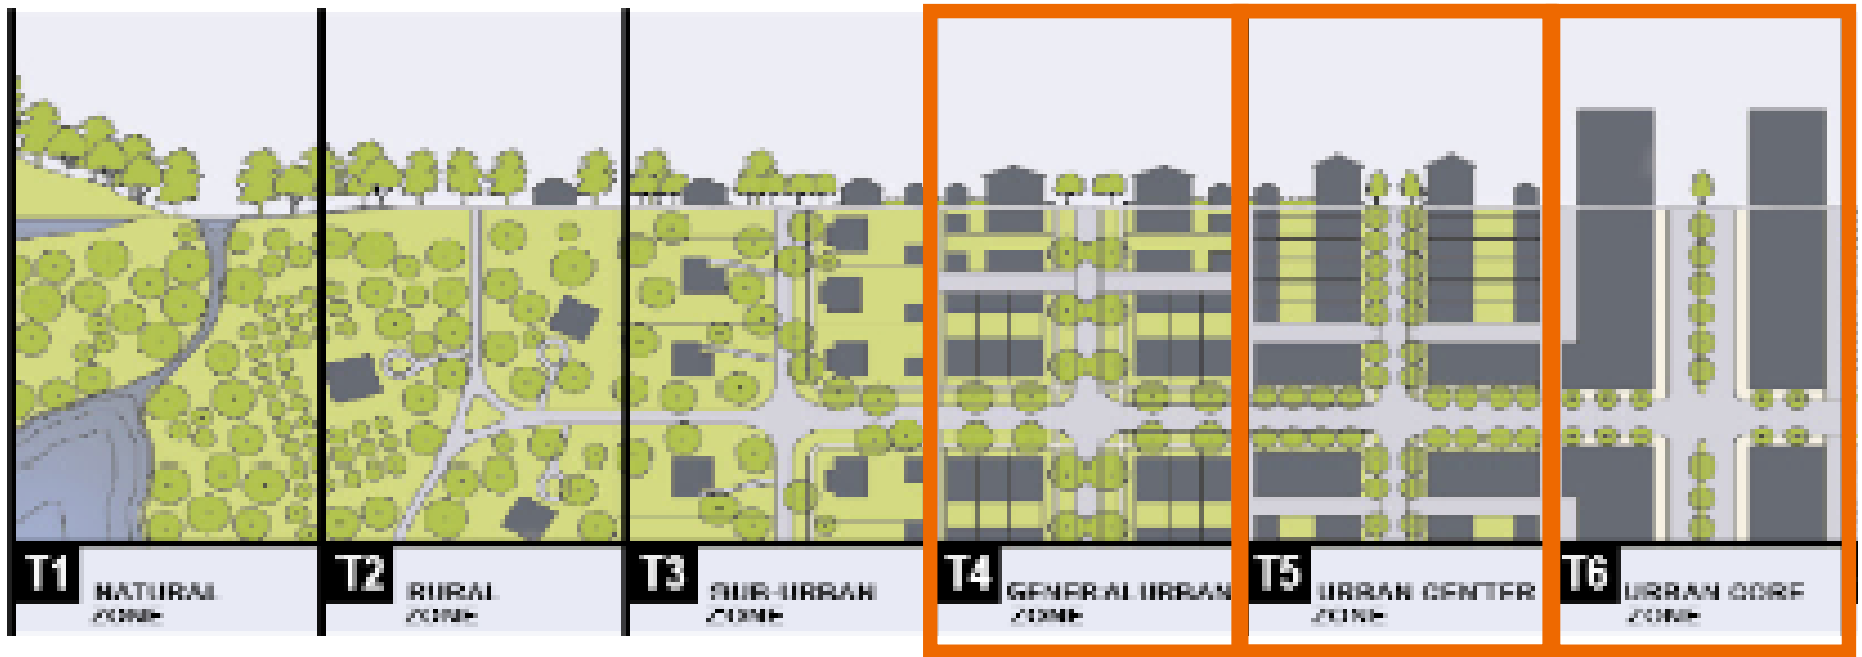 T1 NATURAL
ZONE
T2 RURAL
ZONE
T3 SUB-URBAN
ZONE
T4 GENERAL URBAN
ZONE
T5 URBAN CENTER
ZONE
T6 URBAN CORE
ZONE